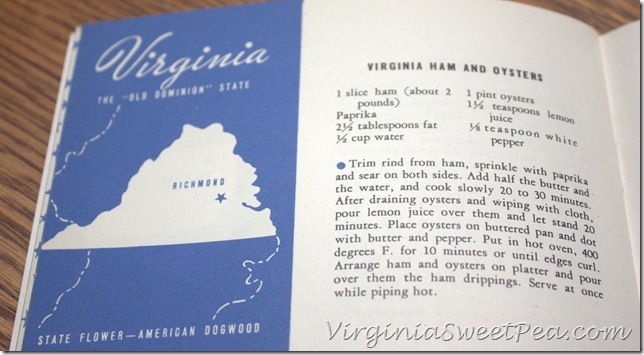 Virginia
THE "OLD DOMINION" STATE
RICHMOND
STATE FLOWER—AMERICAN DOGWOOD
VIRGINIA HAM AND OYSTERS
1 slice ham (about 2
pounds)
Paprika
2½ tablespoons fat
½ cup water
1 pint oysters
1½ teaspoons lemon
juice
⅛ teaspoon white
pepper
Trim rind from ham, sprinkle with paprika
and sear on both sides. Add half the butter and
the water, and cook slowly 20 to 30 minutes.
After draining oysters and wiping with cloth,
pour lemon juice over them and let stand 20
minutes. Place oysters on buttered pan and dot
with butter and pepper. Put in hot oven, 400
degrees F. for 10 minutes or until edges curl.
Arrange ham and oysters on platter and pour
over them the ham drippings. Serve at once
while piping hot.
VirginiaSweetPea.com